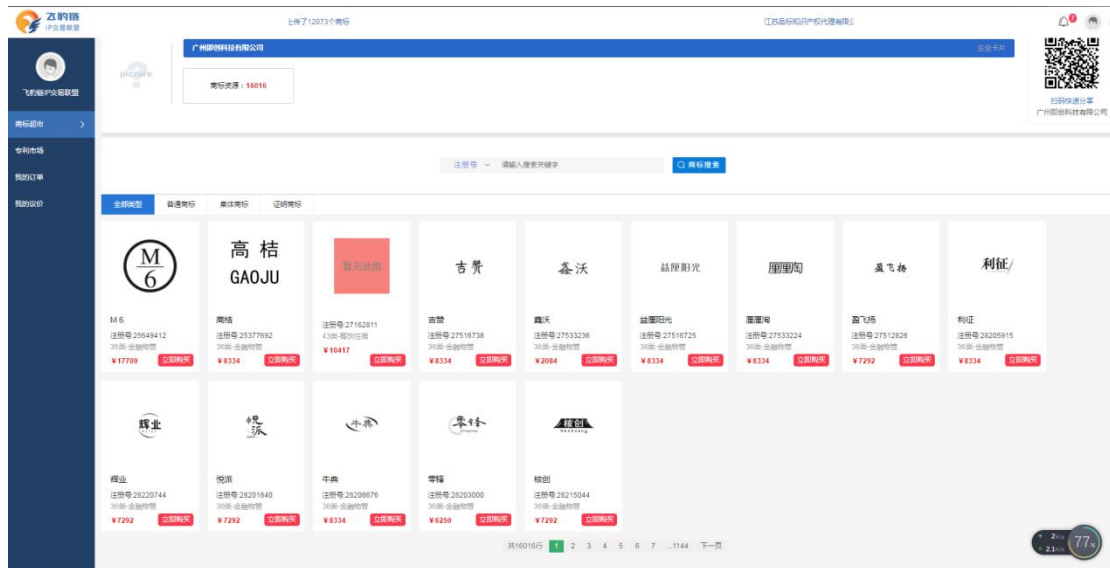 飞的链
IP交易联盟
上传了12073个商标
江苏品标知识产权代理有限公
飞的链IP交易联盟
商标超市
专利市场
我的订单
我的议价
picture
广州即创科技有限公司
企业卡片
商标资源:16016
扫码快速分享
广州即创科技有限公司
注册号
请输入搜索关键字
商标搜索
全部类型 普通商标 集体商标 证明商标
M
6
高 桔
GAOJU
暂无此图
吉赞
鑫沃
益厘阳光
厘厘淘
盈飞扬
利征
M 6
注册号:25649412
36类-金融物管
¥17709 立即购买
高桔
注册号:25377692
36类-金融物管
¥8334 立即购买
注册号:27162811
43类-餐饮住宿
¥10417
立即购买
吉赞
注册号:27516738
36类-金融物管
¥8334 立即购买
鑫沃
注册号:27533236
36类-金融物管
¥2084 立即购买
益厘阳光
注册号:27516725
36类-金融物管
¥8334 立即购买
厘厘淘
注册号:27533224
36类-金融物管
¥8334 立即购买
盈飞扬
注册号:27512826
36类-金融物管
¥7292 立即购买
利征
注册号:28205915
36类-金融物管
¥8334 立即购买
辉业
悦派
牛典
零锋
核创
辉业
注册号:28220744
36类-金融物管
¥7292 立即购买
悦派
注册号:28201840
36类-金融物管
¥7292 立即购买
牛典
注册号:28208676
36类-金融物管
¥8334 立即购买
零锋
注册号:28203000
36类-金融物管
¥6250 立即购买
核创
注册号:28215044
36类-金融物管
¥7292 立即购买
共16016行 1 2 3 4 5 6 7 ...1144 下一页
77%